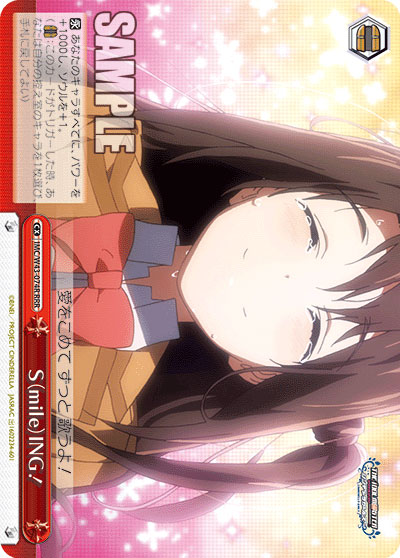 SAMPLE
永 あなたのキャラすべてに、パワーを
+1000し、ソウルを+1。
(扉:このカードがトリガーした時、あ
なたは自分の控え室のキャラを1枚選び
手札に戻してよい)
愛をこめて ずっと 歌うよ!
CX
IMC/W43-074R RRR
S(mile)ING!
©BNEI / PROJECT CINDERELLA JASRAC